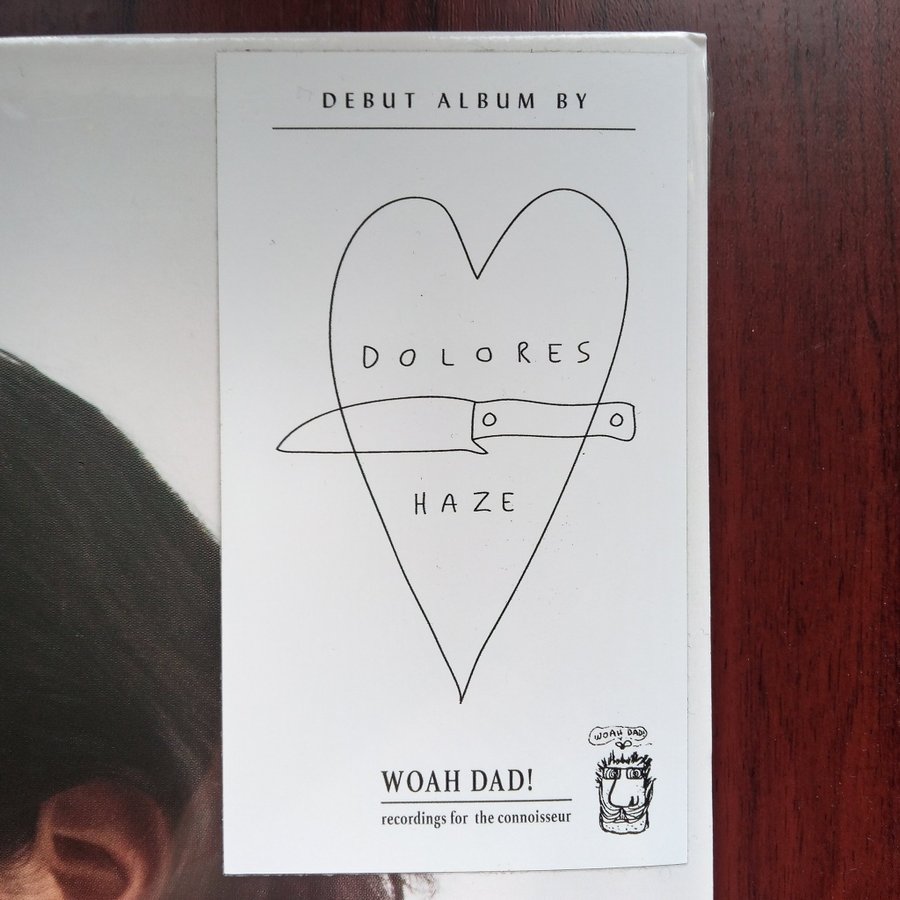 DEBUT ALBUM BY
DOLORES
HAZE
WOAH DAD!
WOAH DAD!
recordings for the connoisseur